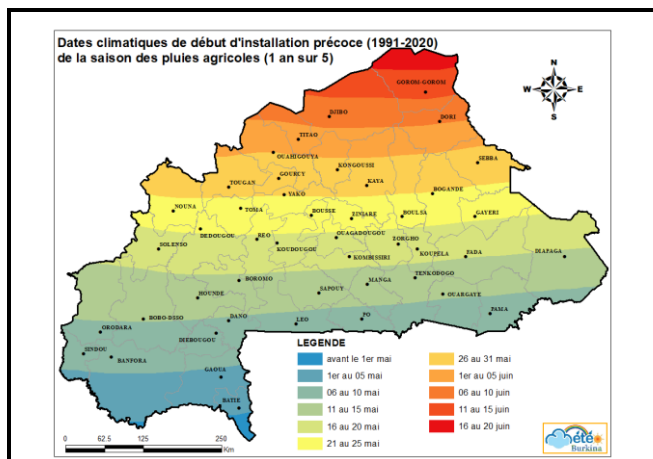 Dates climatiques de début d'installation précoce (1991-2020)
de la saison des pluies agricoles (1 an sur 5)
N
W E
S
GOROM-GOROM
DJIBO
DORI
TITAO
OUAHIGOUYA
KONGOUSSI
SEBBA
GOURCY
TOUGAN
KAYA
YAKO
BOGANDE
NOUNA
TOMA
BOUSSE
ZINIARE
BOULSA
GAYERI
DEDOUGOU
REO
OUAGADOUGOU
ZORGHO
SOLENZO
KOUDOUGOU
KOUPELA
FADA
DIAPAGA
KOMBISSIRI
BOROMO
TENKODOGO
MANGA
HOUNDE
SAPOUY
OUARGAYE
PAMA
BOBO-DISO
DANO
LEO
PO
ORODARA
DIEBOUGOU
SINDOU
BANFORA
GAOUA
BATIE
LEGENDE
avant le 1er mai
1er au 05 mai
06 au 10 mai
11 au 15 mai
16 au 20 mai
21 au 25 mai
26 au 31 mai
1er au 05 juin
06 au 10 juin
11 au 15 juin
16 au 20 juin
0 62.5 125 250
Km
météo
Burkina